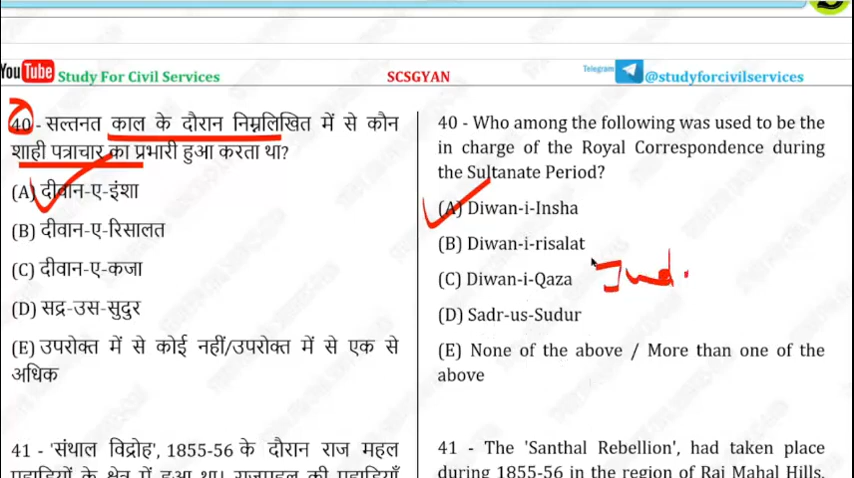 YouTube Study For Civil Services
SCSGYAN
Telegram @studyforcivilservices
40 - सल्तनत काल के दौरान निम्नलिखित में से कौन
शाही पत्राचार का प्रभारी हुआ करता था?
(A) दीवान-ए-इंशा
(B) दीवान-ए-रिसालत
(C) दीवान-ए-कजा
(D) सद्र-उस-सुदुर
(E) उपरोक्त में से कोई नहीं/उपरोक्त में से एक से
अधिक
41 - 'संथाल विद्रोह', 1855-56 के दौरान राज महल
पहाड़ियों के क्षेत्र में हुआ था। राजमहल की पहाड़ियाँ
40 - Who among the following was used to be the
in charge of the Royal Correspondence during
the Sultanate Period?
(A) Diwan-i-Insha
(B) Diwan-i-risalat
(C) Diwan-i-Qaza Jud.
(D) Sadr-us-Sudur
(E) None of the above / More than one of the
above
41 - The 'Santhal Rebellion', had taken place
during 1855-56 in the region of Raj Mahal Hills.